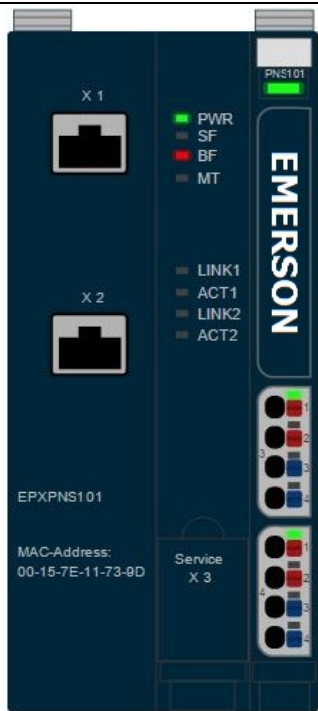 PNS101
X 1
PWR
SF
BF
MT
EMERSON
LINK1
ACT1
LINK2
ACT2
X 2
1
2
3
3
4
EPXPNS101
MAC-Address:
00-15-7E-11-73-9D
Service
X 3
1
2
4
3
4